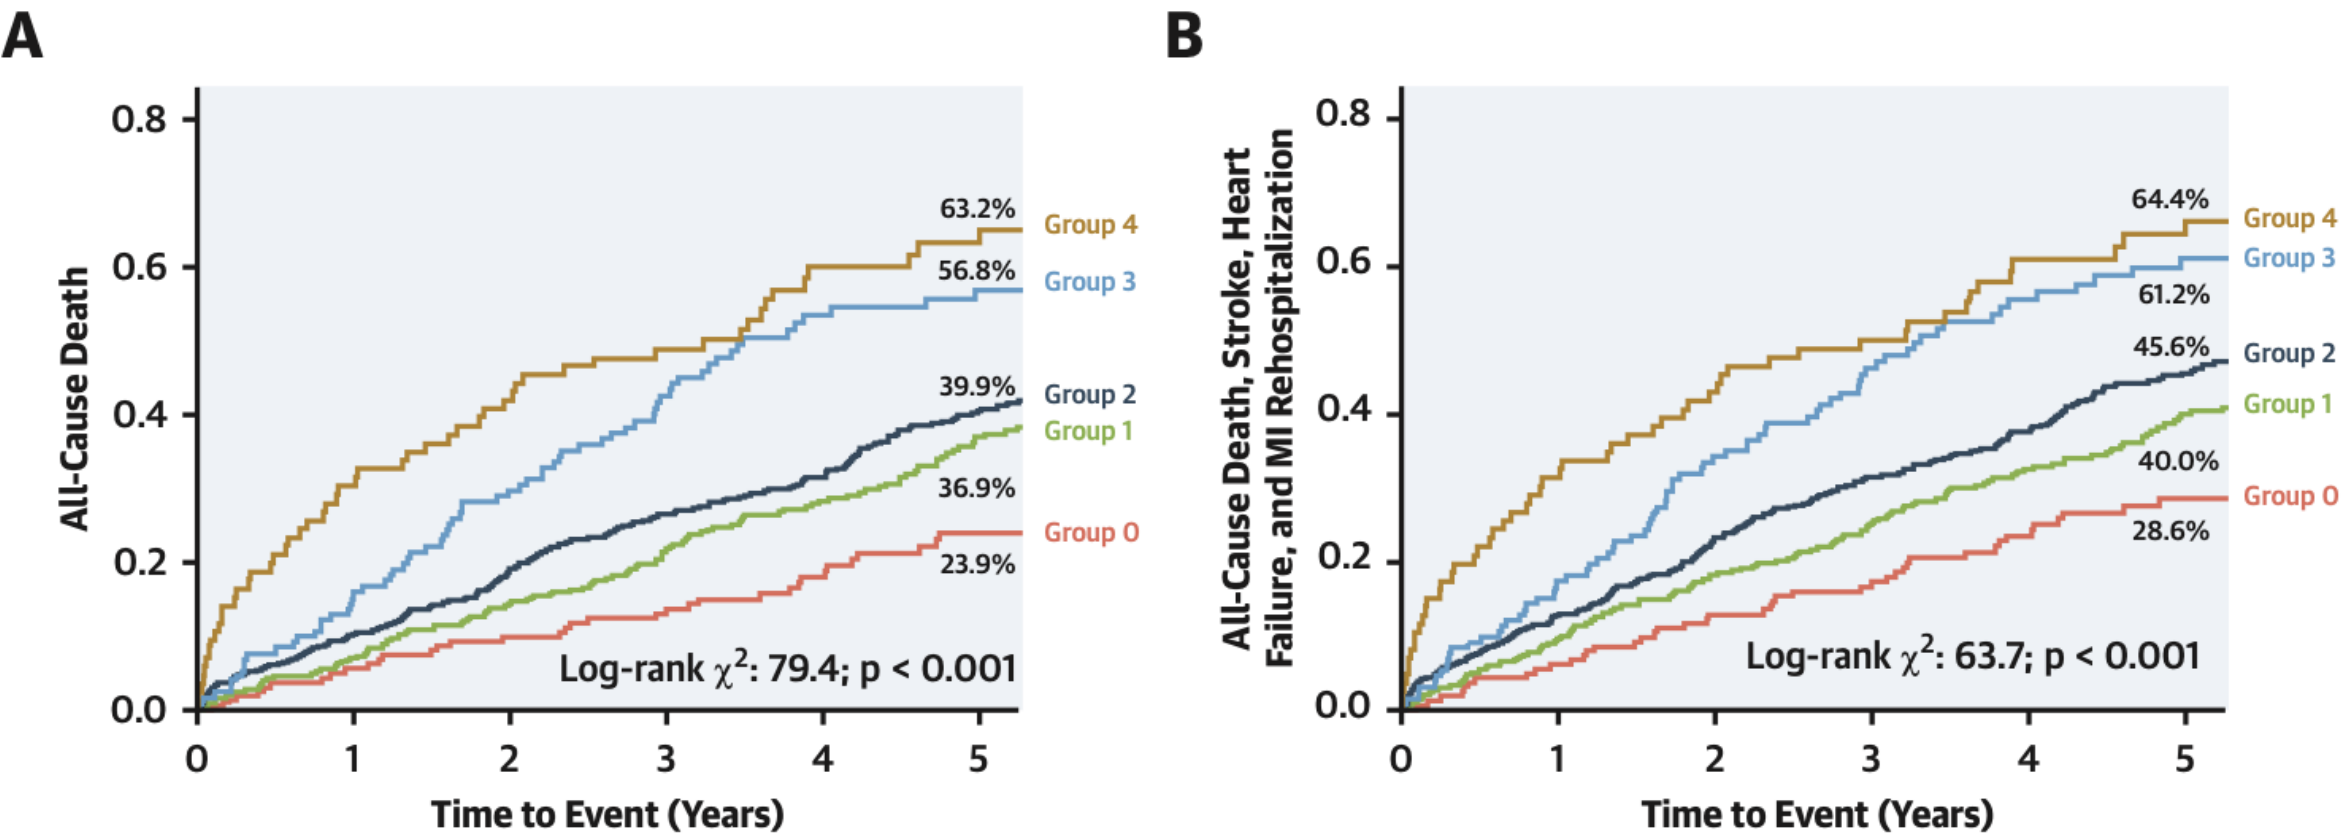 A
All-Cause Death
0.8
0.6
0.4
0.2
0.0
63.2%
56.8%
39.9%
36.9%
23.9%
Group 4
Group 3
Group 2
Group 1
Group 0
Log-rank χ²: 79.4; p < 0.001
0 1 2 3 4 5
Time to Event (Years)
B
All-Cause Death, Stroke, Heart
Failure, and MI Rehospitalization
0.8
0.6
0.4
0.2
0.0
64.4%
61.2%
45.6%
40.0%
28.6%
Group 4
Group 3
Group 2
Group 1
Group 0
Log-rank χ²: 63.7; p < 0.001
0 1 2 3 4 5
Time to Event (Years)